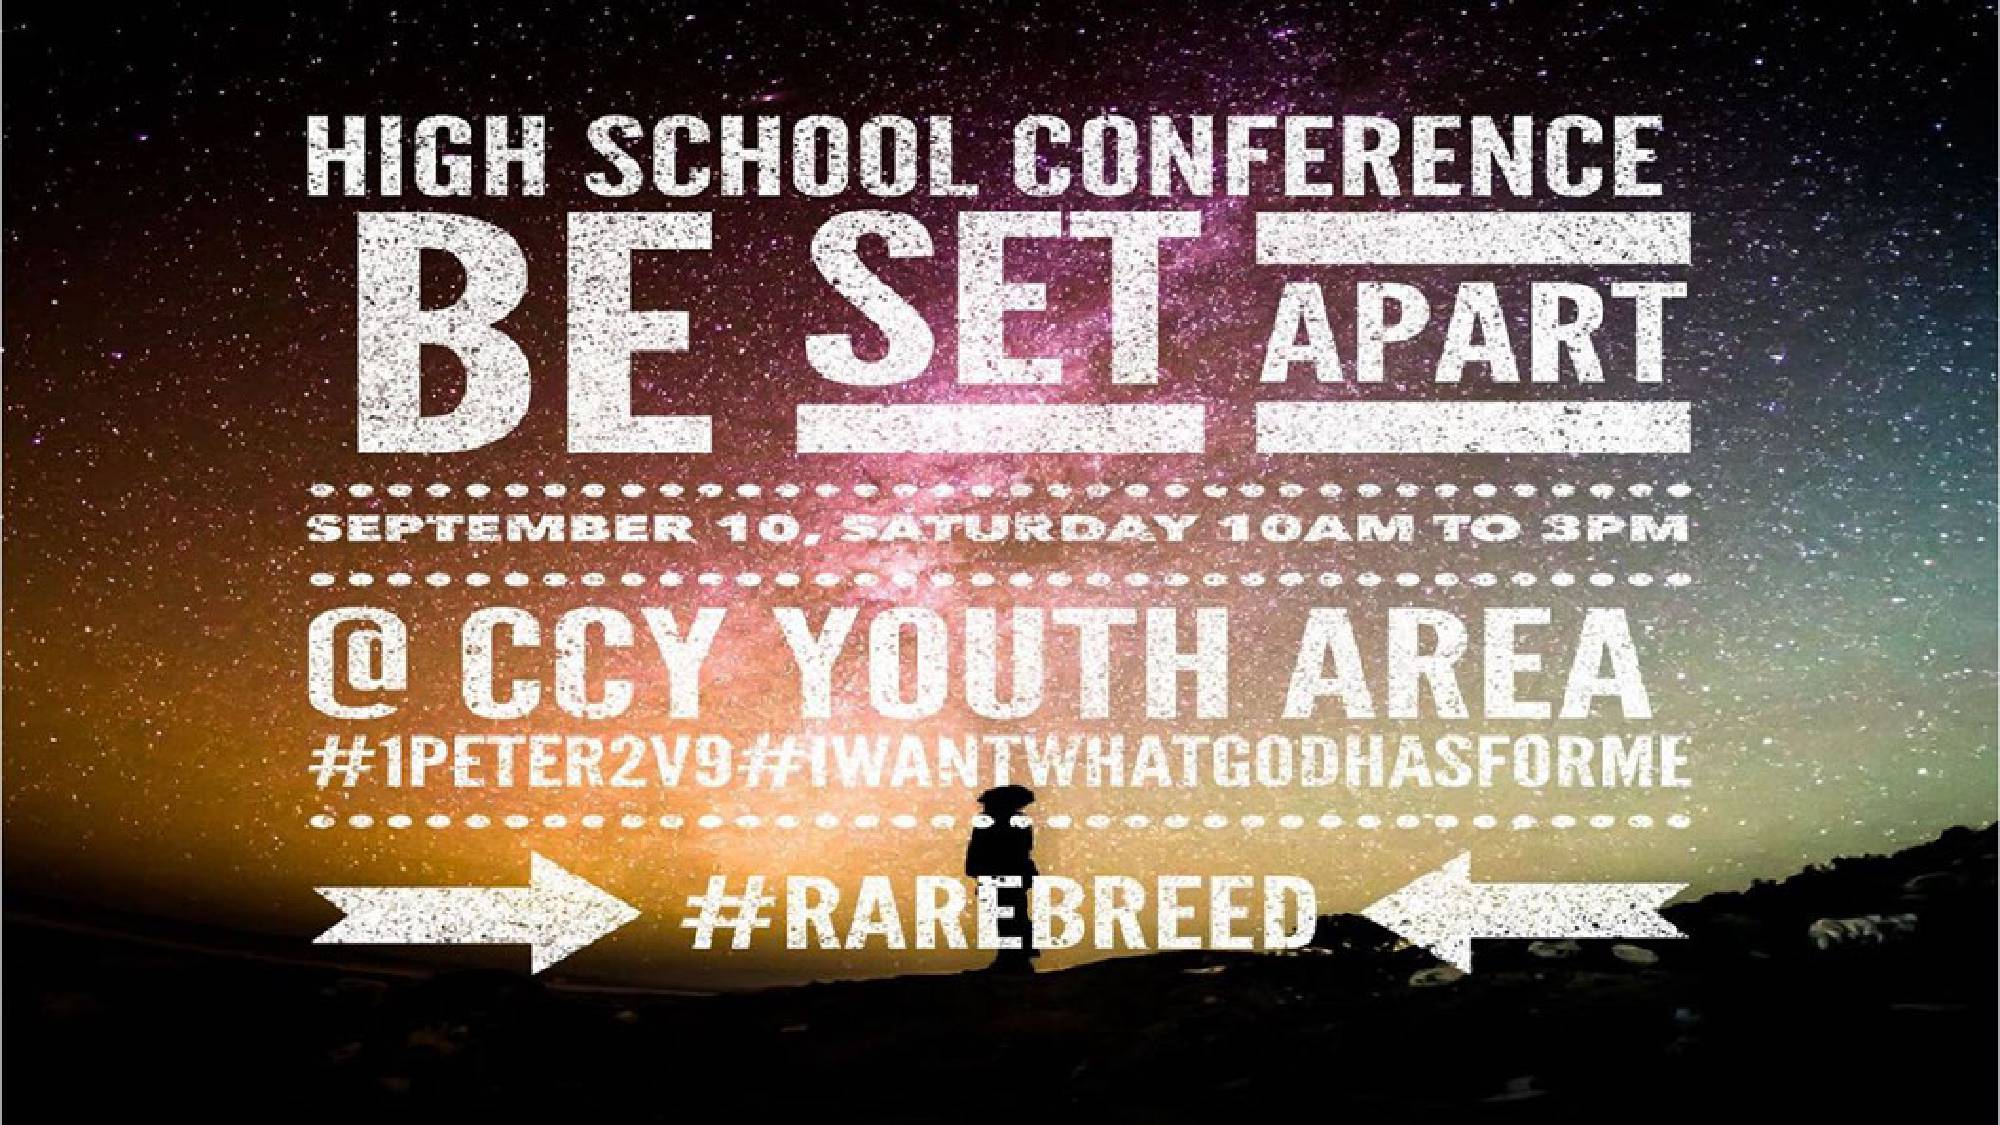 HIGH SCHOOL CONFERENCE
BE SET APART
SEPTEMBER 10, SATURDAY 10AM TO 3PM
@ CCY YOUTH AREA
#1PETER2V9#IWANTWHATGODHASFORME
#RAREBREED